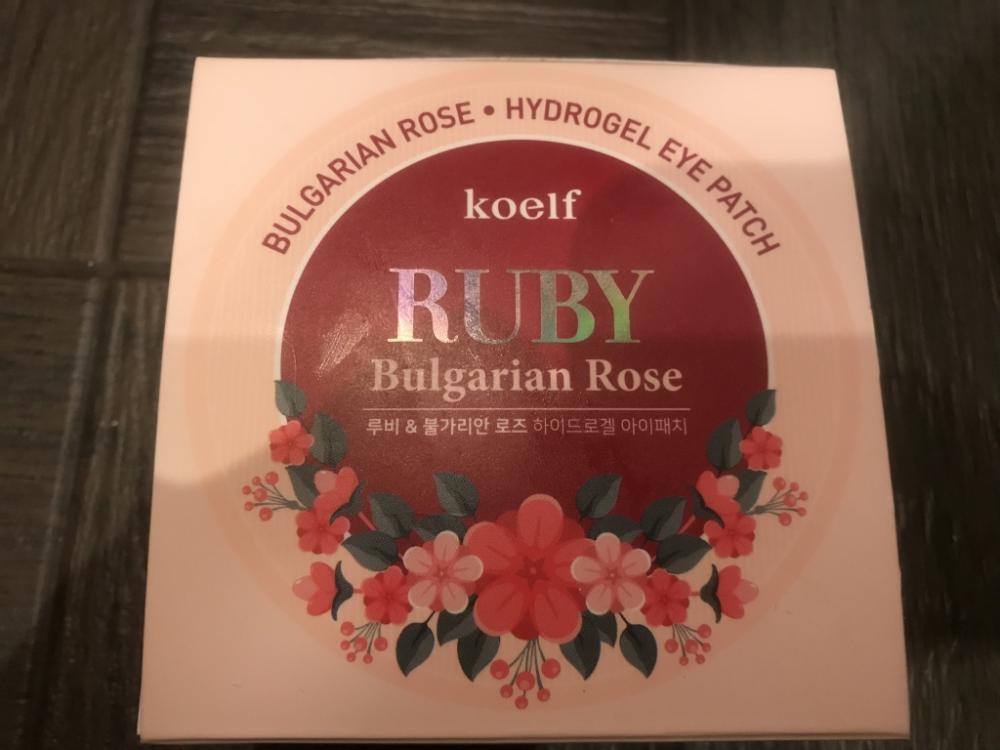 BULGARIAN ROSE • HYDROGEL EYE PATCH
koelf
RUBY
Bulgarian Rose
루비 & 불가리안 로즈 하이드로겔 아이패치